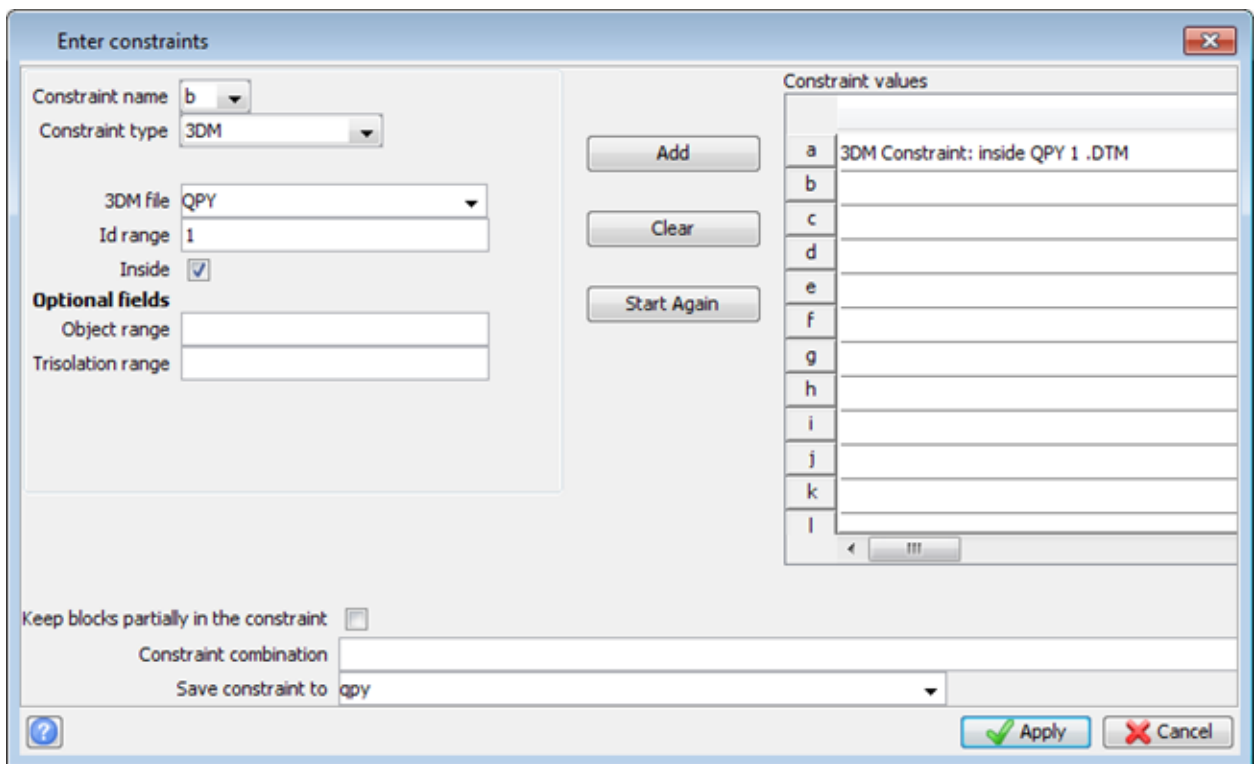 Enter constraints
Constraint name b
Constraint type 3DM
3DM file QPY
Id range 1
Inside
Optional fields
Object range
Trisolation range
Add
Clear
Start Again
Constraint values
a 3DM Constraint: inside QPY 1 .DTM
b
c
d
e
f
g
h
i
j
k
l
Keep blocks partially in the constraint
Constraint combination
Save constraint to qpy
? Apply Cancel